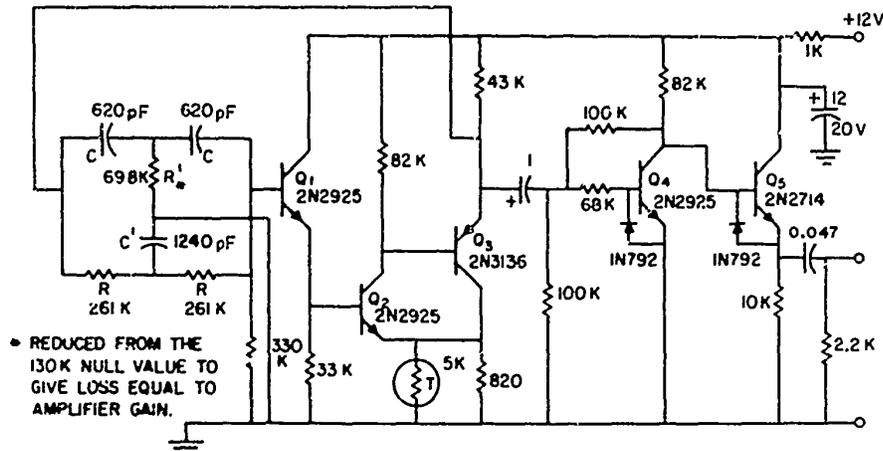 +12V
1K
620pF
620pF
43K
82K
12
+
20V
100K
C
C
82K
698K
R'*
Q1
2N2925
1
+
68K
Q4
2N2925
Q5
2N2714
C'
1240pF
Q3
2N3136
0.047
1N792
1N792
R
261K
R
261K
Q2
2N2925
100K
10K
* REDUCED FROM THE
130K NULL VALUE TO
GIVE LOSS EQUAL TO
AMPLIFIER GAIN.
330
K
33K
5K
T
820
2.2K